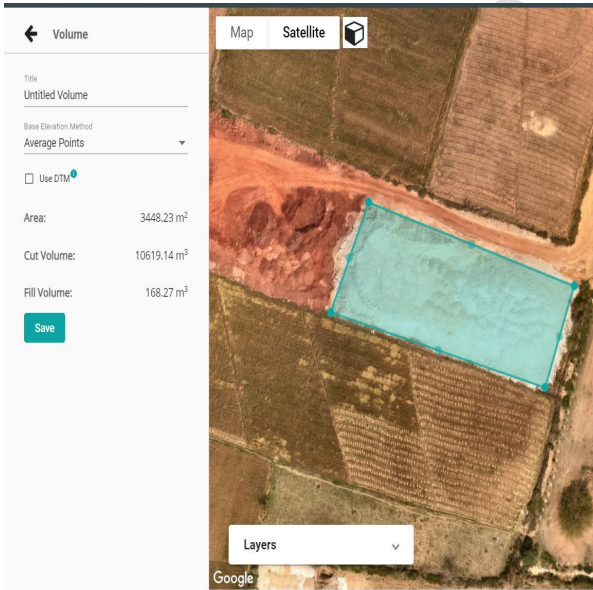 Volume
Title
Untitled Volume
Base Elevation Method
Average Points
Use DTM
Area: 3448.23 m²
Cut Volume: 10619.14 m³
Fill Volume: 168.27 m³
Save
Map Satellite
Layers
Google